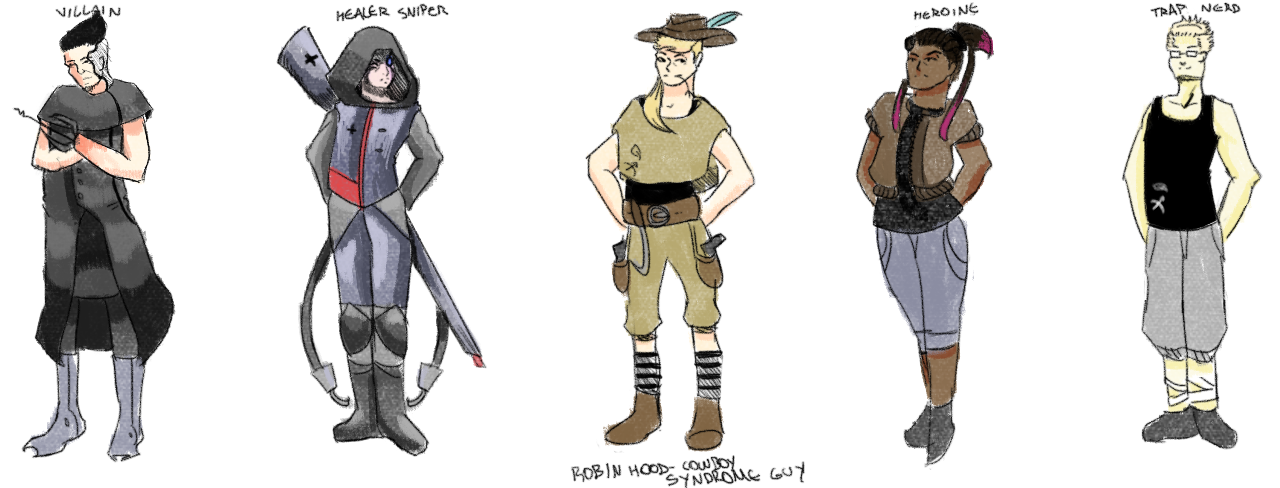 VILLAIN
HEALER SNIPER
HEROINE
TRAP NERD
ROBIN HOOD-COWBOY
SYNDROME GUY